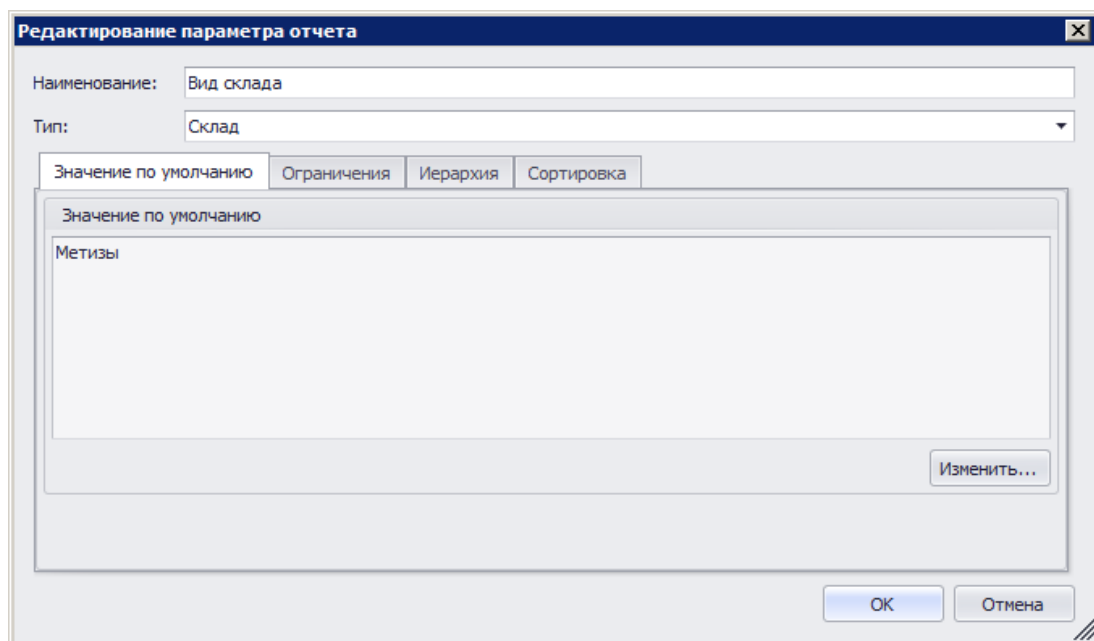 Редактирование параметра отчета
Наименование: Вид склада
Тип: Склад
Значение по умолчанию Ограничения Иерархия Сортировка
Значение по умолчанию
Метизы
Изменить...
OK Отмена